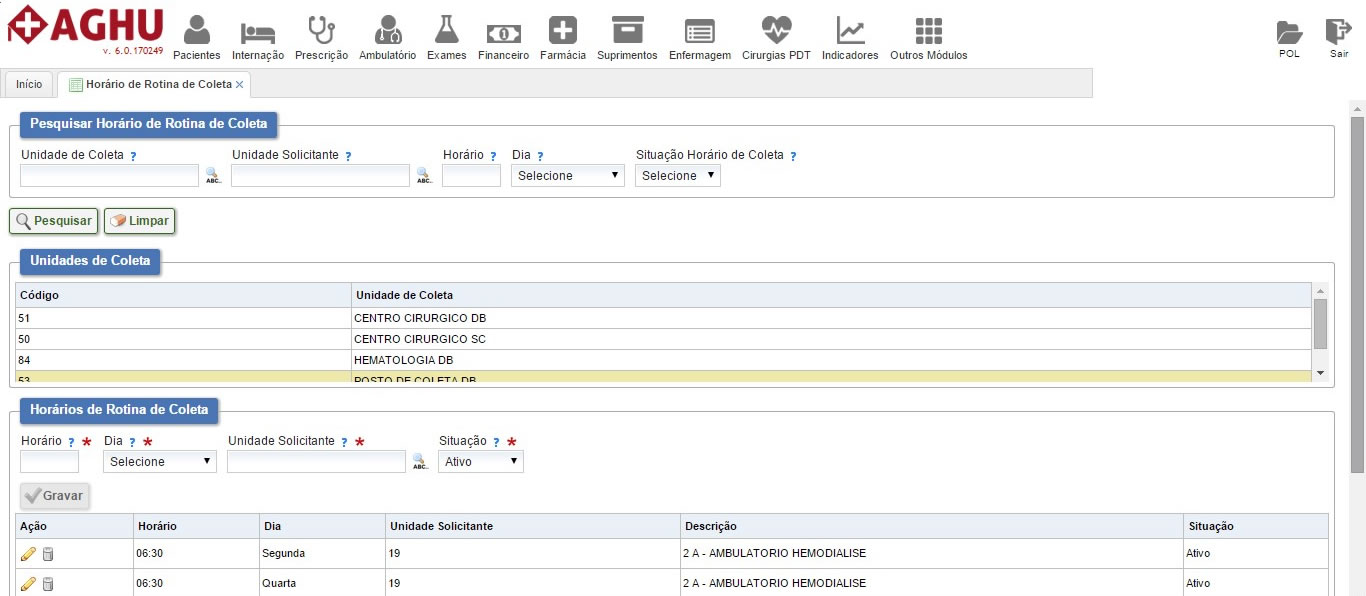 AGHU
v. 6.0.170249
Pacientes Internação Prescrição Ambulatório Exames Financeiro Farmácia Suprimentos Enfermagem Cirurgias PDT Indicadores Outros Módulos POL Sair
Início Horário de Rotina de Coleta ×
Pesquisar Horário de Rotina de Coleta
Unidade de Coleta ? Unidade Solicitante ? Horário ? Dia ? Situação Horário de Coleta ?
ABC.. ABC.. Selecione Selecione
Pesquisar Limpar
Unidades de Coleta
Código Unidade de Coleta
51 CENTRO CIRURGICO DB
50 CENTRO CIRURGICO SC
84 HEMATOLOGIA DB
53 POSTO DE COLETA DB
Horários de Rotina de Coleta
Horário ? * Dia ? * Unidade Solicitante ? * Situação ? *
Selecione ABC.. Ativo
Gravar
Ação Horário Dia Unidade Solicitante Descrição Situação
06:30 Segunda 19 2 A - AMBULATORIO HEMODIALISE Ativo
06:30 Quarta 19 2 A - AMBULATORIO HEMODIALISE Ativo